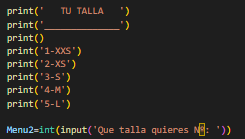 print('   TU TALLA   ')
print('______________')
print()
print('1-XXS')
print('2-XS')
print('3-S')
print('4-M')
print('5-L')
Menu2=int(input('Que talla quieres Nº: '))